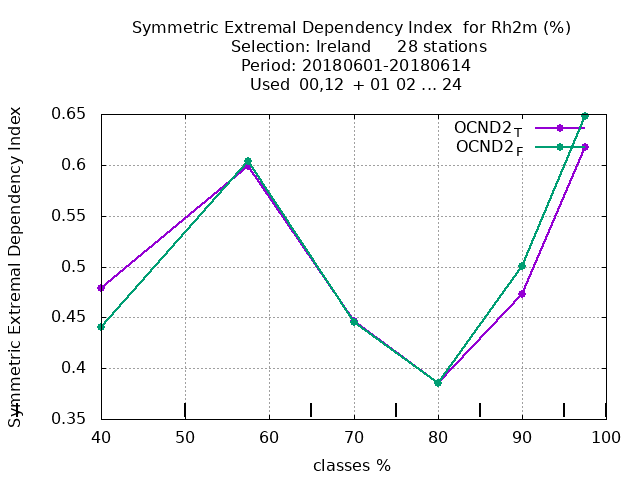 Symmetric Extremal Dependency Index for Rh2m (%)
Selection: Ireland 28 stations
Period: 20180601-20180614
Used 00,12 + 01 02 ... 24
Symmetric Extremal Dependency Index
0.65
0.6
0.55
0.5
0.45
0.4
0.35
OCND2T
OCND2F
40 50 60 70 80 90 100
classes %